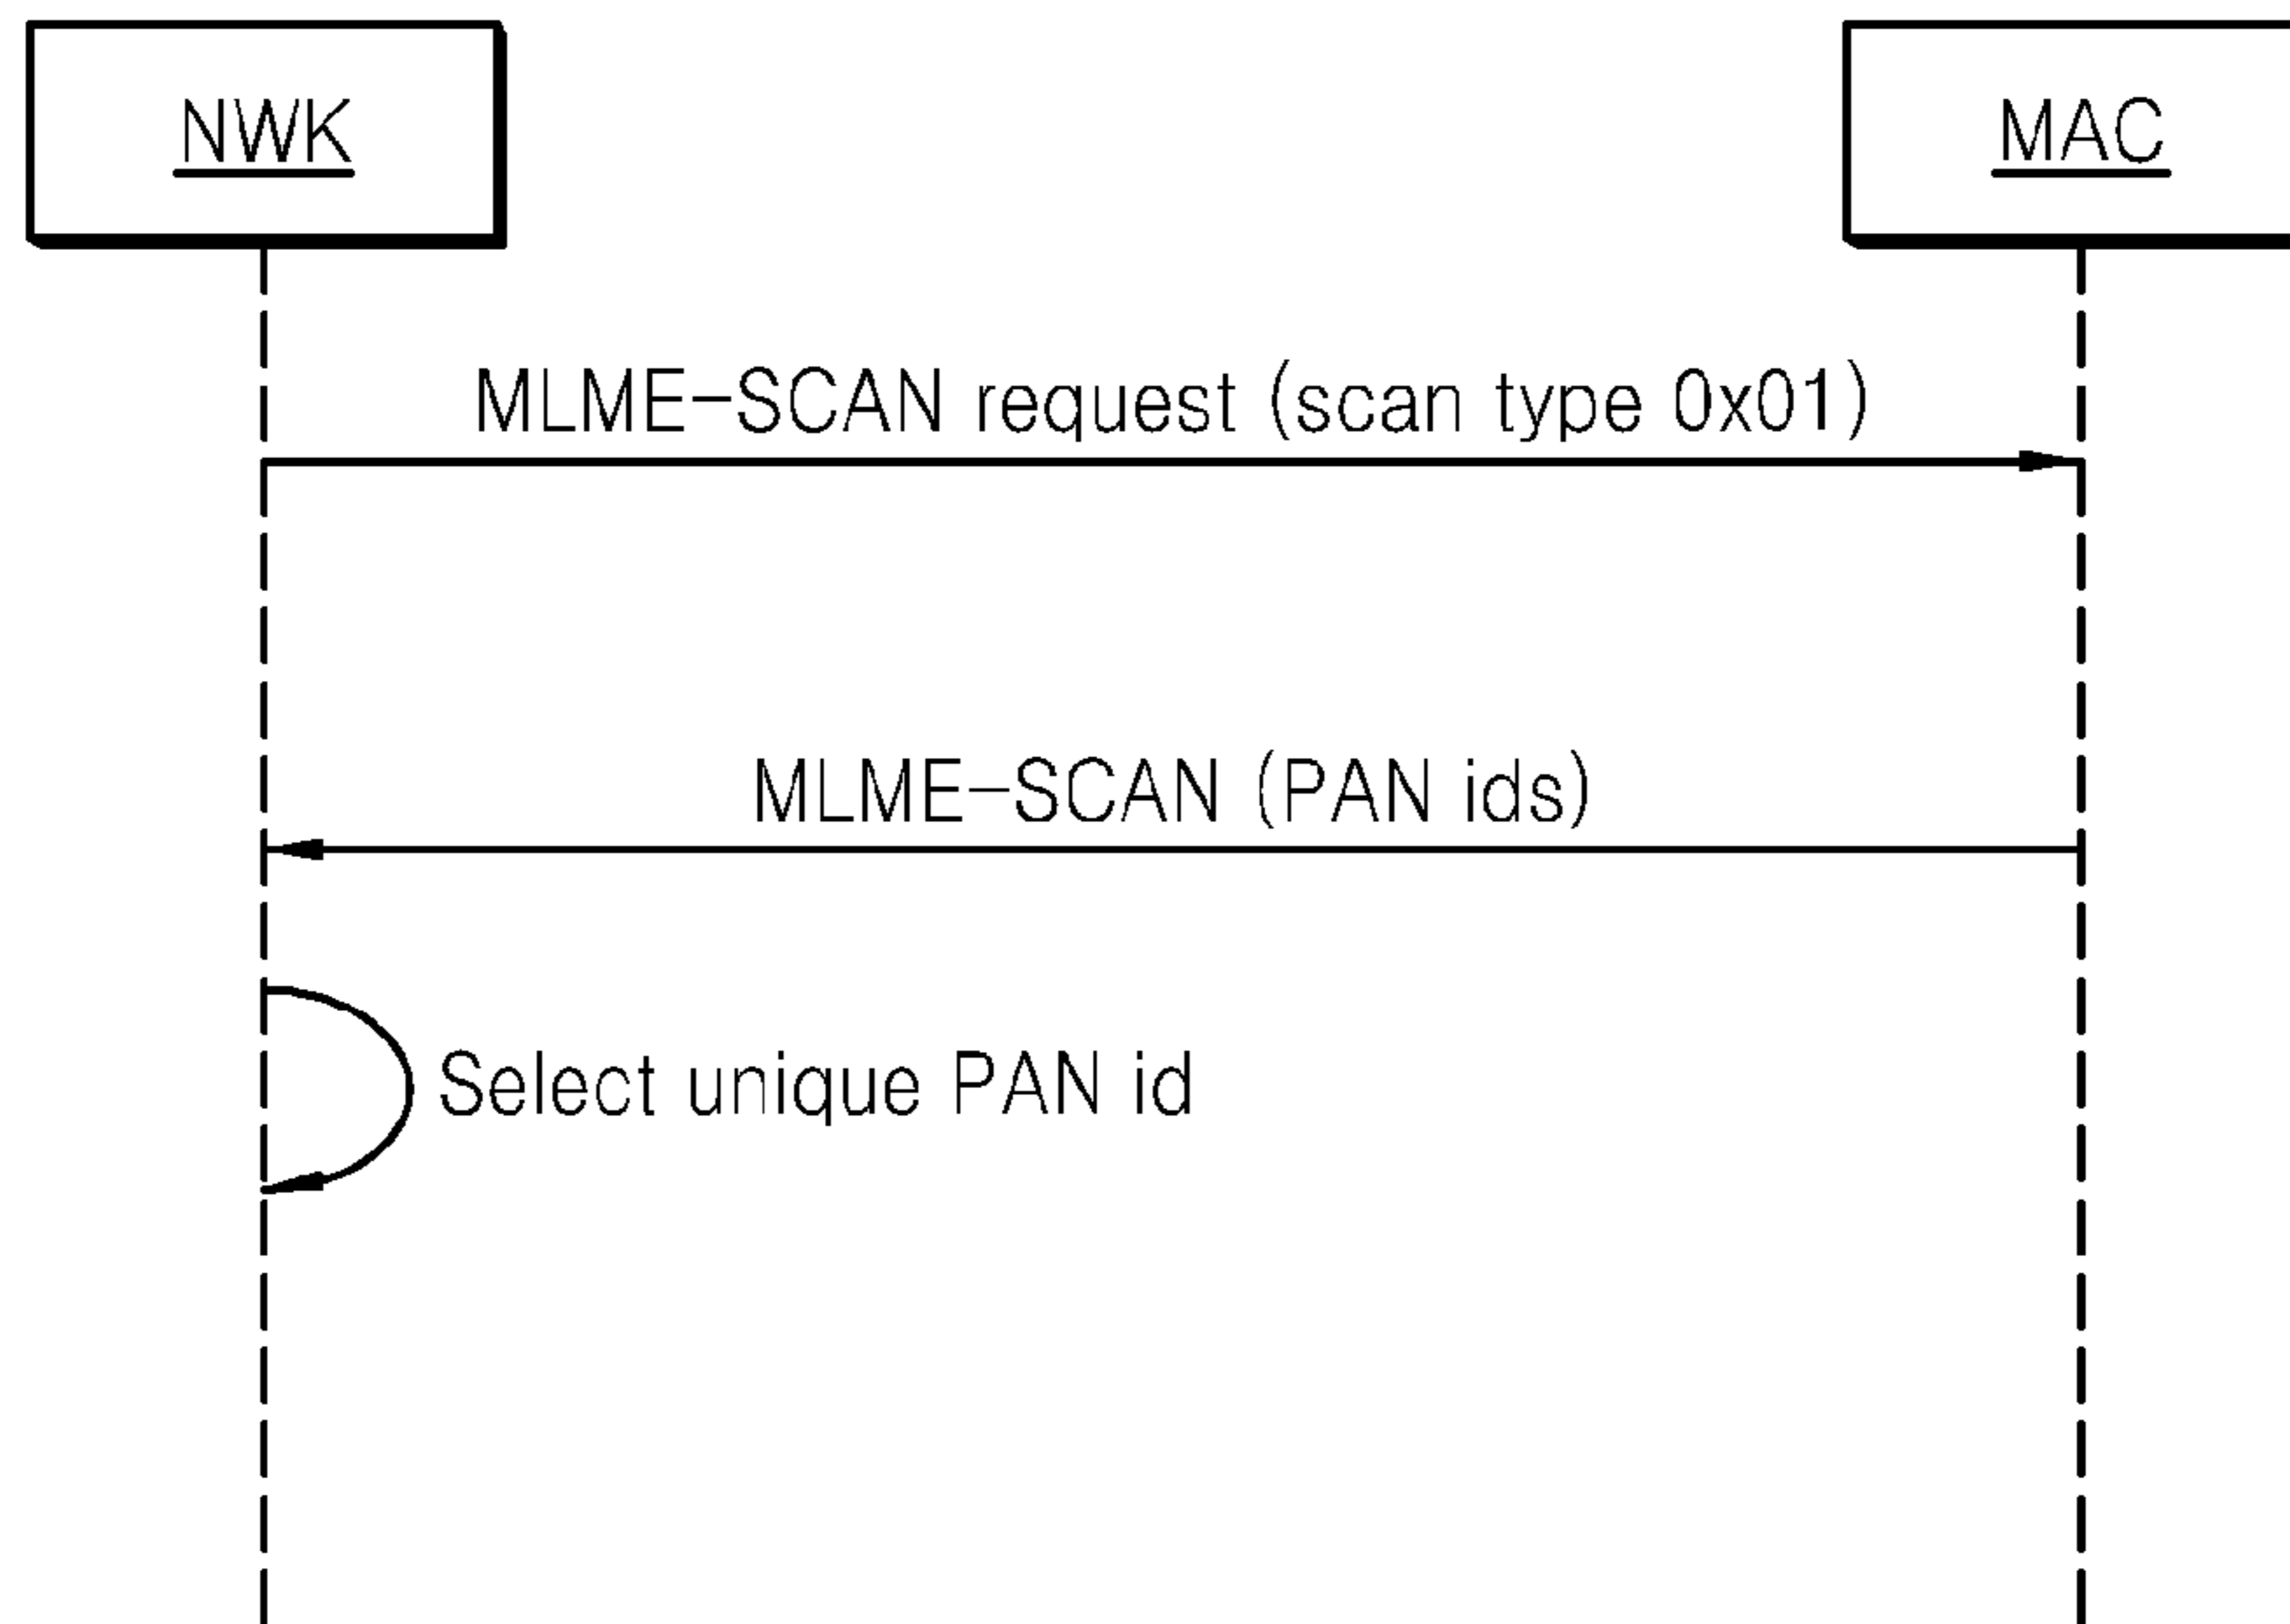 NWK
MAC
MLME-SCAN request (scan type 0x01)
MLME-SCAN (PAN ids)
Select unique PAN id